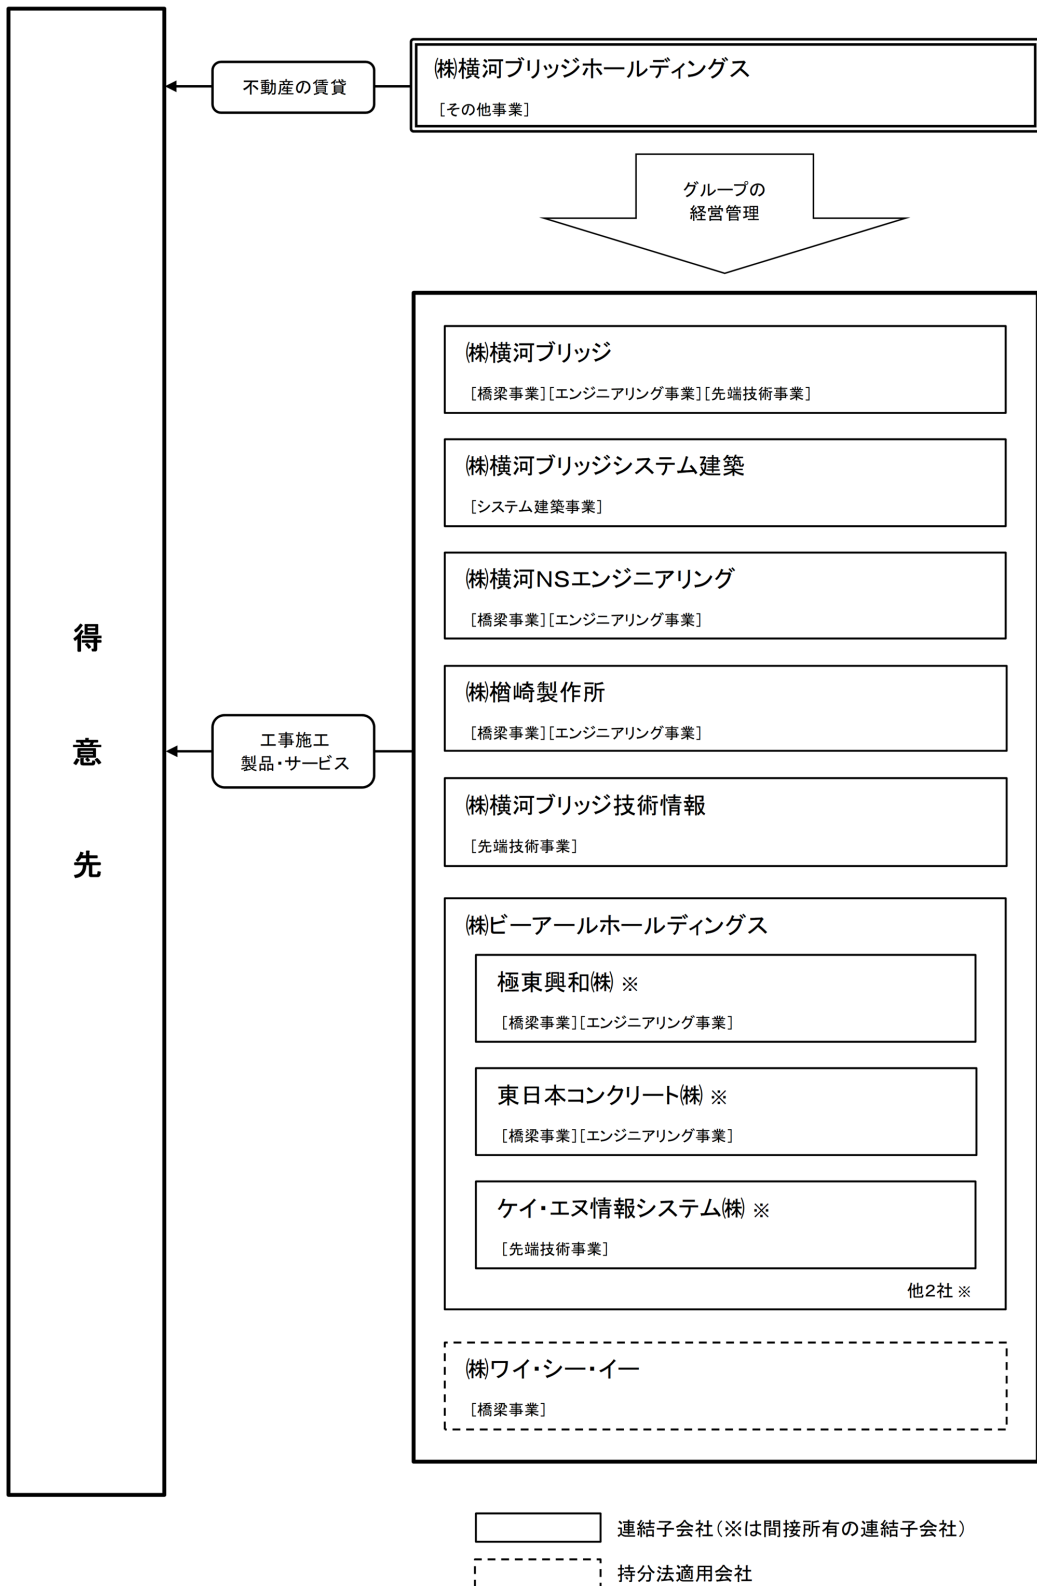 ㈱横河ブリッジホールディングス
[その他事業]
不動産の賃貸
グループの
経営管理
㈱横河ブリッジ
[橋梁事業][エンジニアリング事業][先端技術事業]
㈱横河ブリッジシステム建築
[システム建築事業]
㈱横河NSエンジニアリング
[橋梁事業][エンジニアリング事業]
㈱楢崎製作所
[橋梁事業][エンジニアリング事業]
得
意
先
工事施工
製品・サービス
㈱横河ブリッジ技術情報
[先端技術事業]
㈱ビーアールホールディングス
極東興和㈱ ※
[橋梁事業][エンジニアリング事業]
東日本コンクリート㈱ ※
[橋梁事業][エンジニアリング事業]
ケイ・エヌ情報システム㈱ ※
[先端技術事業]
他2社 ※
㈱ワイ・シー・イー
[橋梁事業]
連結子会社(※は間接所有の連結子会社)
持分法適用会社